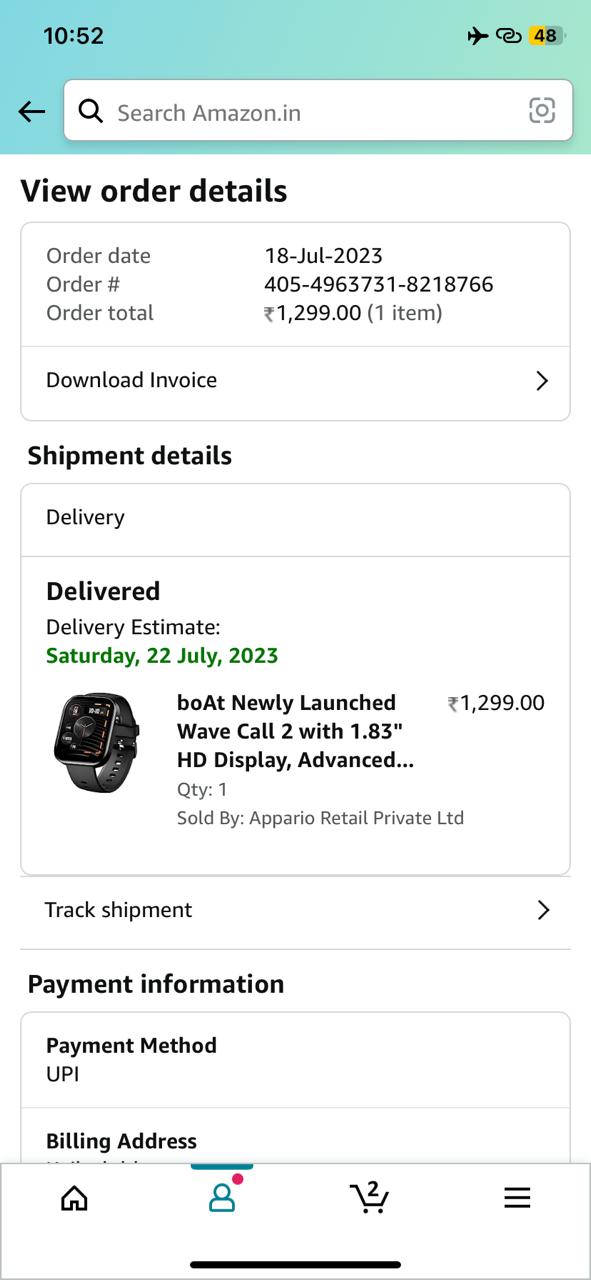 10:52
48
Search Amazon.in
View order details
Order date 18-Jul-2023
Order # 405-4963731-8218766
Order total ₹1,299.00 (1 item)
Download Invoice
Shipment details
Delivery
Delivered
Delivery Estimate:
Saturday, 22 July, 2023
boAt Newly Launched ₹1,299.00
Wave Call 2 with 1.83"
HD Display, Advanced...
Qty: 1
Sold By: Appario Retail Private Ltd
Track shipment
Payment information
Payment Method
UPI
Billing Address
2